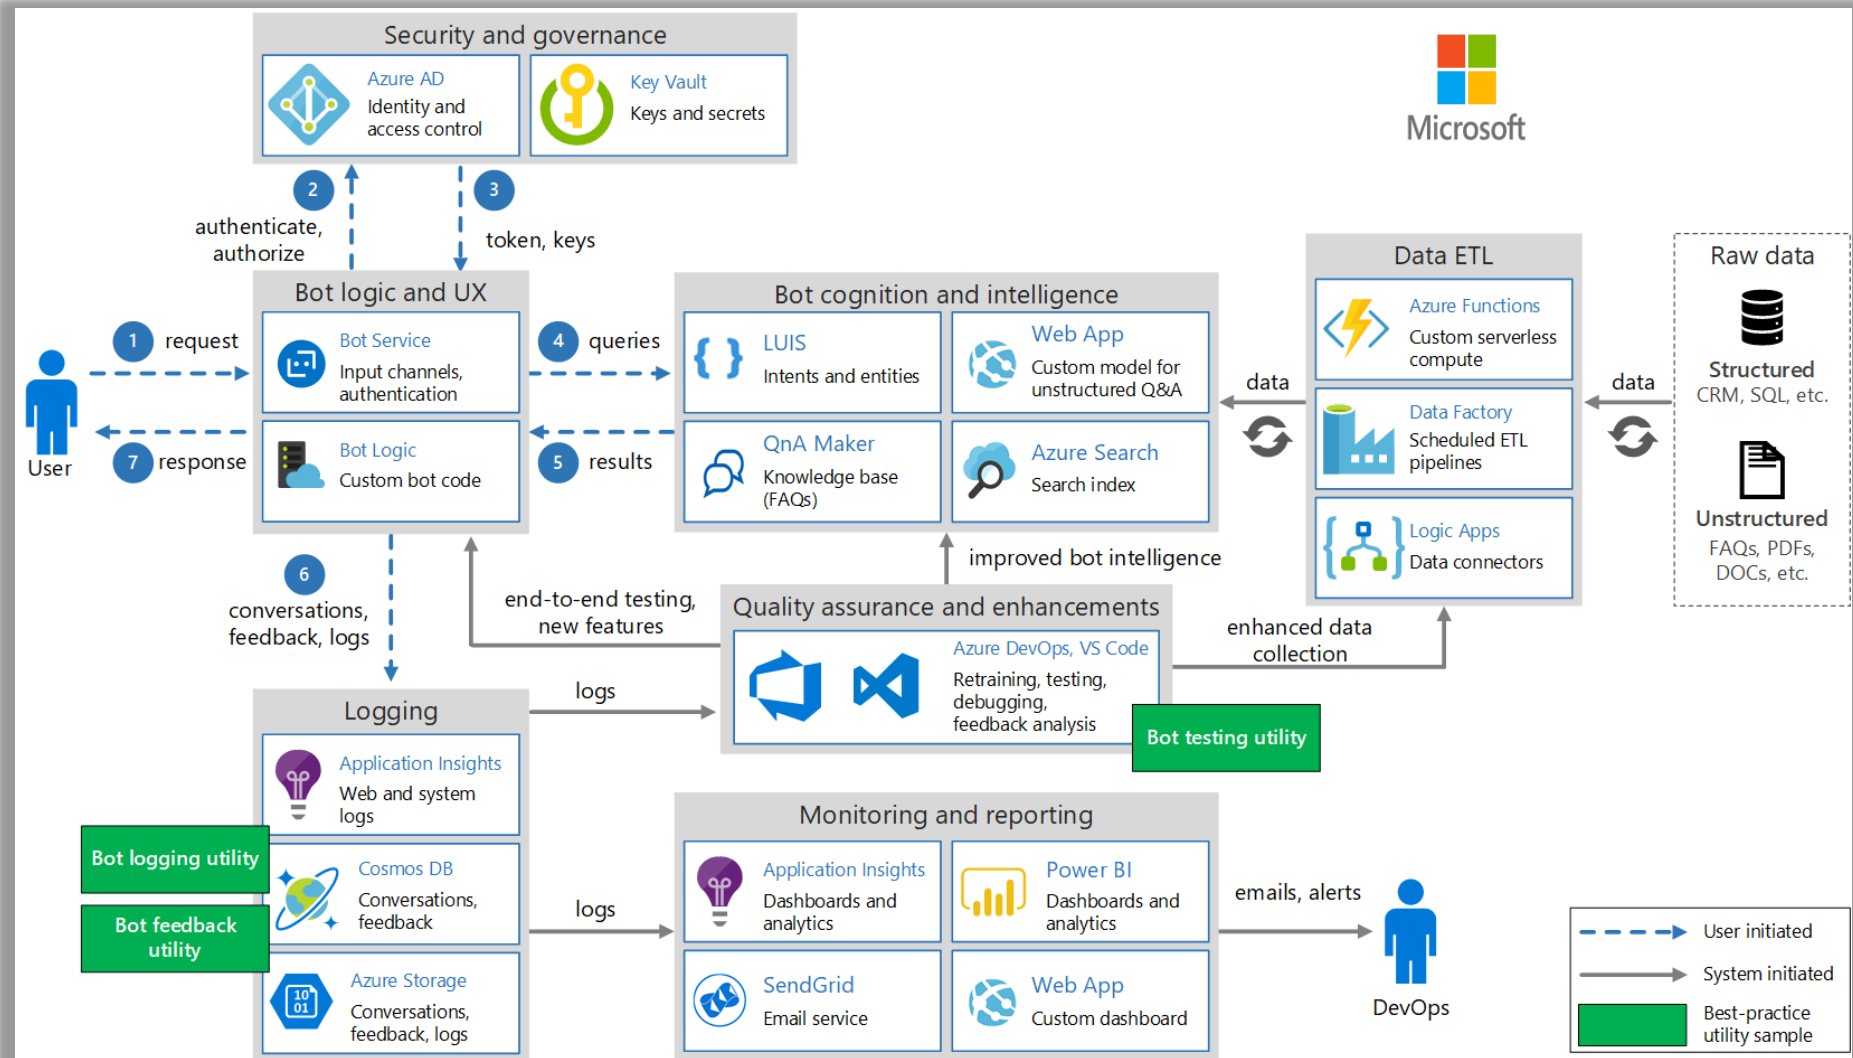 Security and governance
Azure AD
Identity and
access control
Key Vault
Keys and secrets
Microsoft
2
authenticate,
authorize
3
token, keys
Bot logic and UX
Bot Service
Input channels,
authentication
Bot Logic
Custom bot code
1
request
7
response
User
4
queries
5
results
Bot cognition and intelligence
LUIS
Intents and entities
Web App
Custom model for
unstructured Q&A
QnA Maker
Knowledge base
(FAQs)
Azure Search
Search index
data
Data ETL
Azure Functions
Custom serverless
compute
Data Factory
Scheduled ETL
pipelines
Logic Apps
Data connectors
data
Raw data
Structured
CRM, SQL, etc.
Unstructured
FAQs, PDFs,
DOCs, etc.
6
conversations,
feedback, logs
end-to-end testing,
new features
improved bot intelligence
Quality assurance and enhancements
Azure DevOps, VS Code
Retraining, testing,
debugging,
feedback analysis
Bot testing utility
enhanced data
collection
logs
Logging
Application Insights
Web and system
logs
Cosmos DB
Conversations,
feedback
Azure Storage
10
01
Conversations,
feedback, logs
Bot logging utility
Bot feedback
utility
logs
Monitoring and reporting
Application Insights
Dashboards and
analytics
Power BI
Dashboards and
analytics
SendGrid
Email service
Web App
Custom dashboard
emails, alerts
DevOps
User initiated
System initiated
Best-practice
utility sample